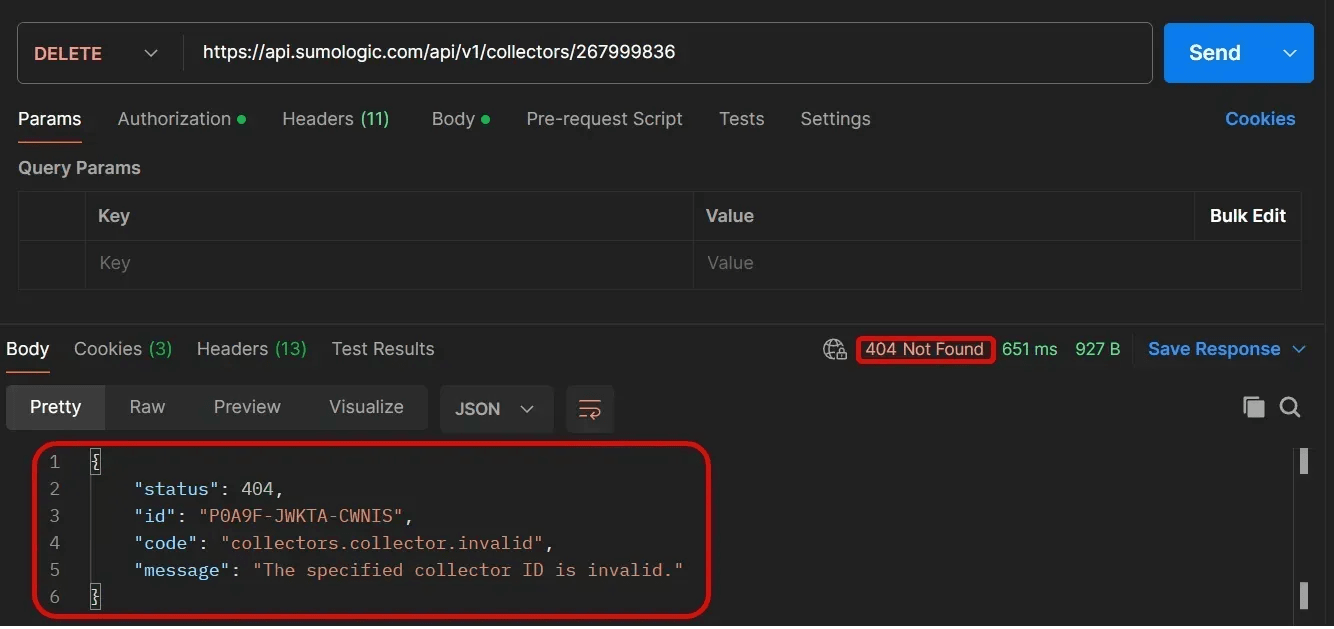 DELETE https://api.sumologic.com/api/v1/collectors/267999836 Send
Params Authorization Headers (11) Body Pre-request Script Tests Settings Cookies
Query Params
Key Value Bulk Edit
Key Value
Body Cookies (3) Headers (13) Test Results 404 Not Found 651 ms 927 B Save Response
Pretty Raw Preview Visualize JSON
1 {
2 "status": 404,
3 "id": "P0A9F-JWKTA-CWNIS",
4 "code": "collectors.collector.invalid",
5 "message": "The specified collector ID is invalid."
6 }